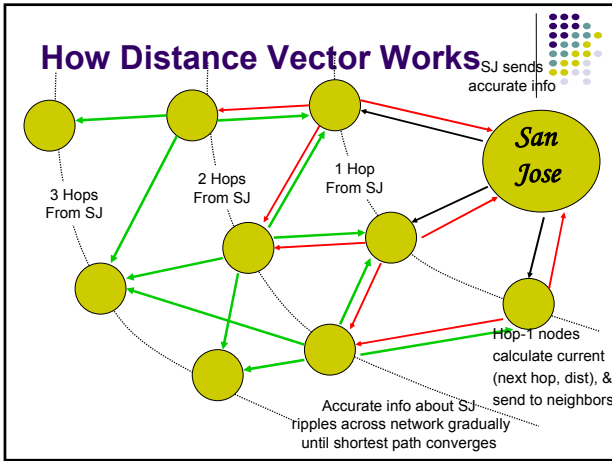 How Distance Vector Works
SJ sends
accurate info
San
Jose
1 Hop
From SJ
2 Hops
From SJ
3 Hops
From SJ
Hop-1 nodes
calculate current
(next hop, dist), &
send to neighbors
Accurate info about SJ
ripples across network gradually
until shortest path converges